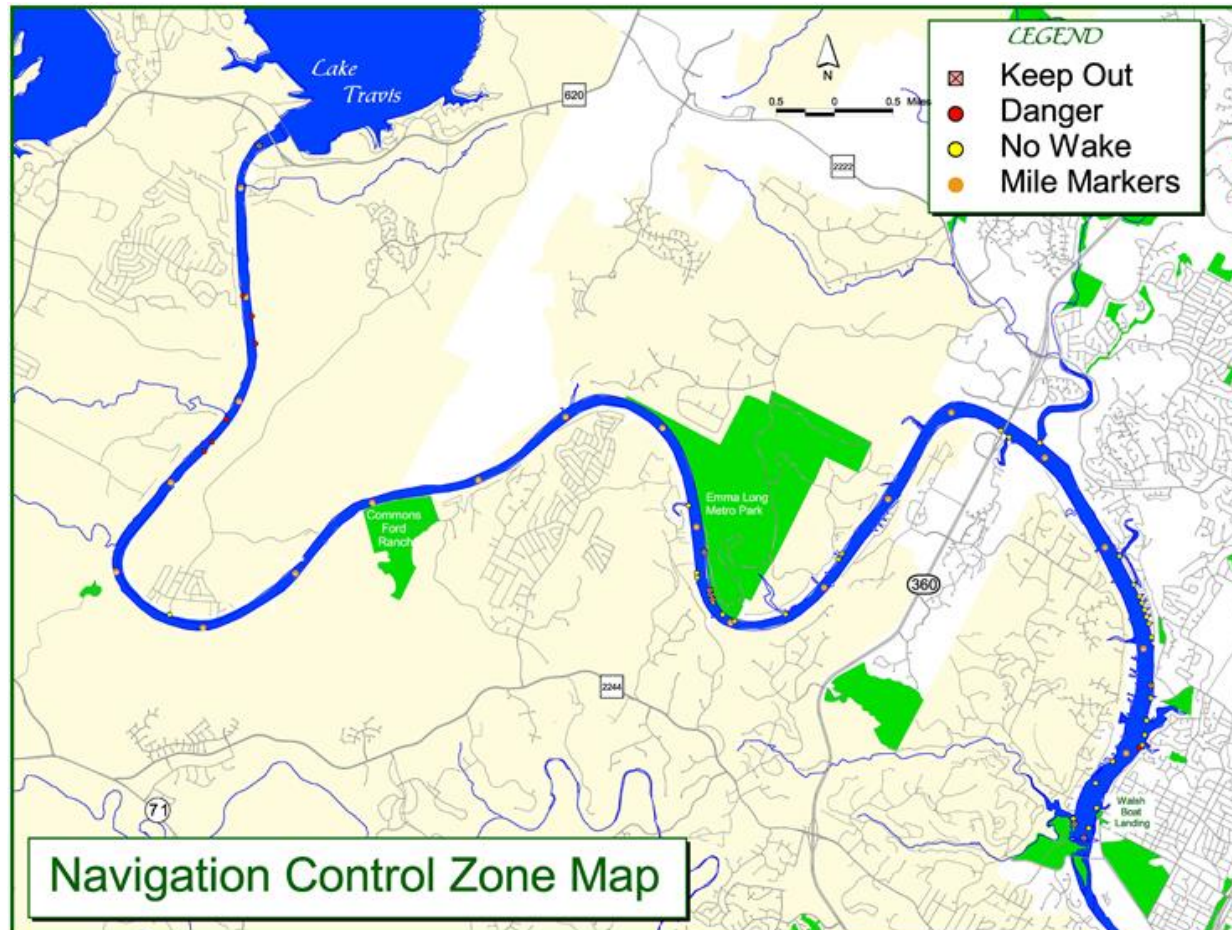 LEGEND
Keep Out
Danger
No Wake
Mile Markers
Lake
Travis
N
0.5 0 0.5 Miles
620
2222
Emma Long
Metro Park
Commons
Ford
Ranch
360
2244
71
Walsh
Boat
Landing
Navigation Control Zone Map